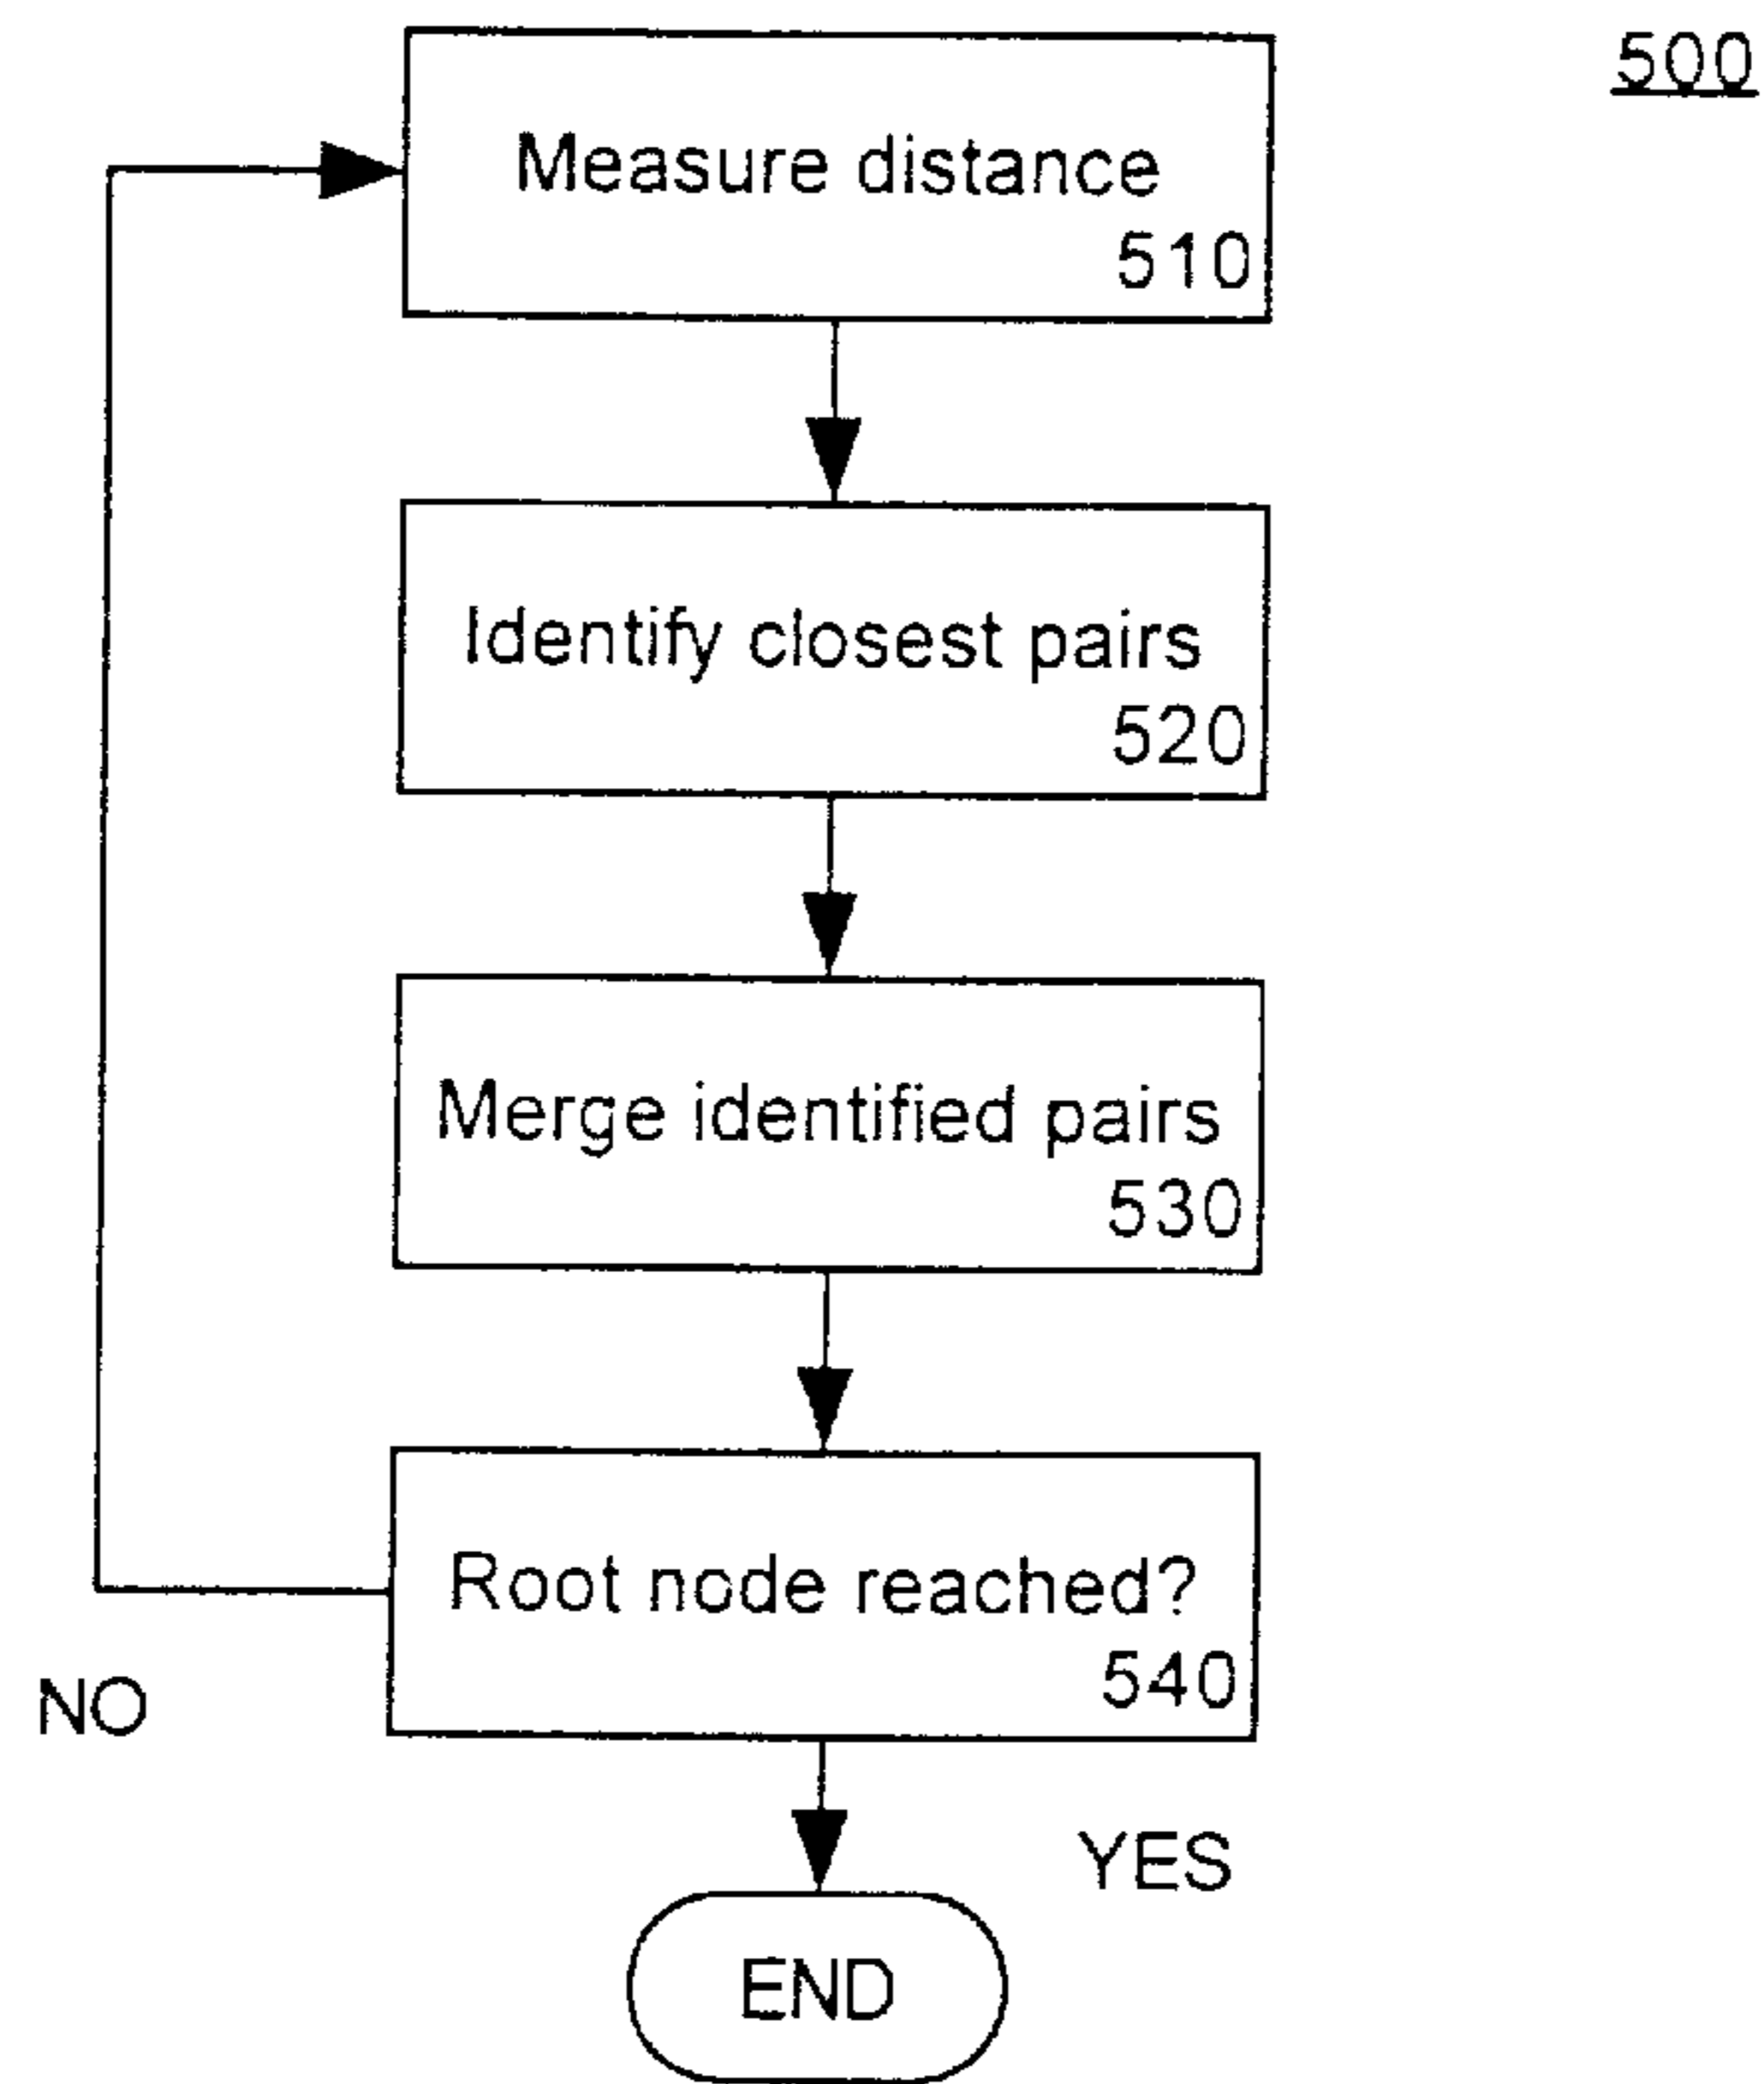 500
Measure distance
510
Identify closest pairs
520
Merge identified pairs
530
Root node reached?
540
NO
YES
END